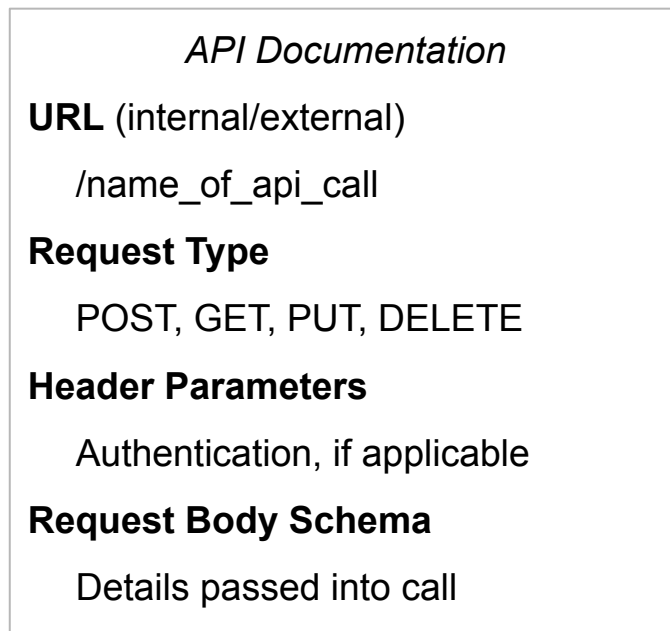 API Documentation
URL (internal/external)
/name_of_api_call
Request Type
POST, GET, PUT, DELETE
Header Parameters
Authentication, if applicable
Request Body Schema
Details passed into call